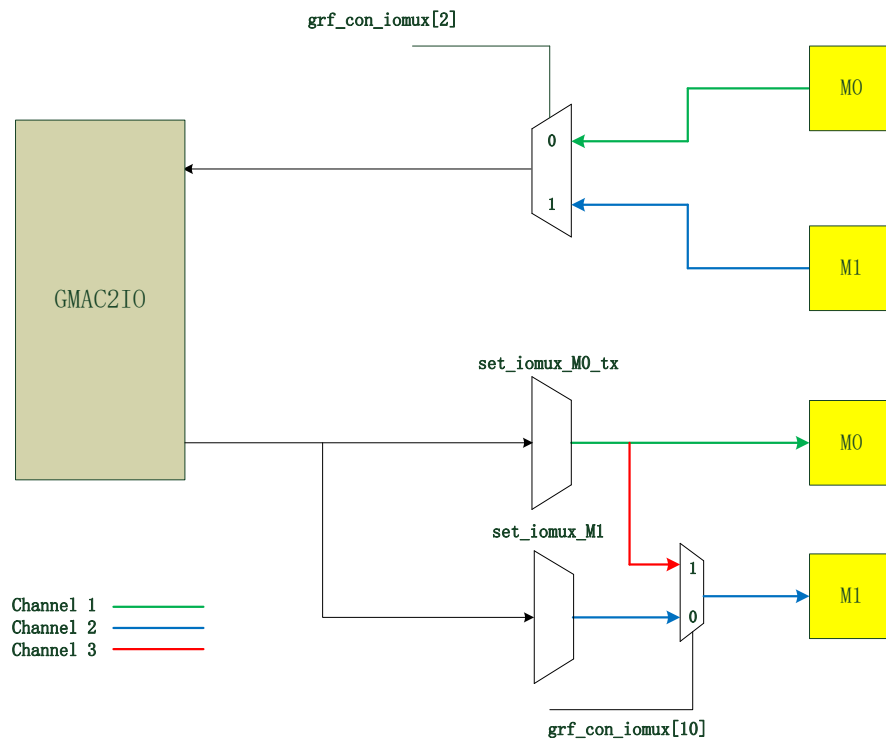 grf_con_iomux[2]
M0
0
1
M1
GMAC2IO
set_iomux_M0_tx
M0
set_iomux_M1
1
M1
0
Channel 1
Channel 2
Channel 3
grf_con_iomux[10]